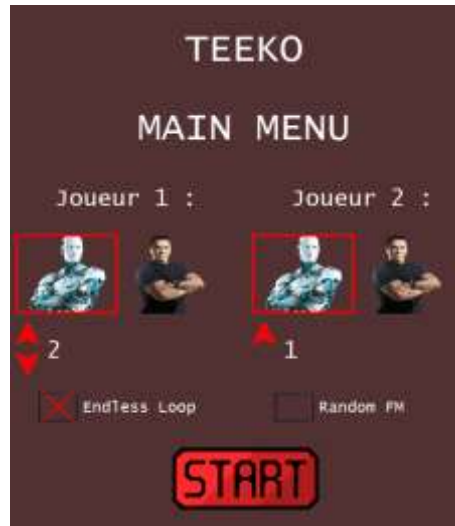 TEEKO
MAIN MENU
Joueur 1 : Joueur 2 :
2 1
Endless Loop Random FM
START